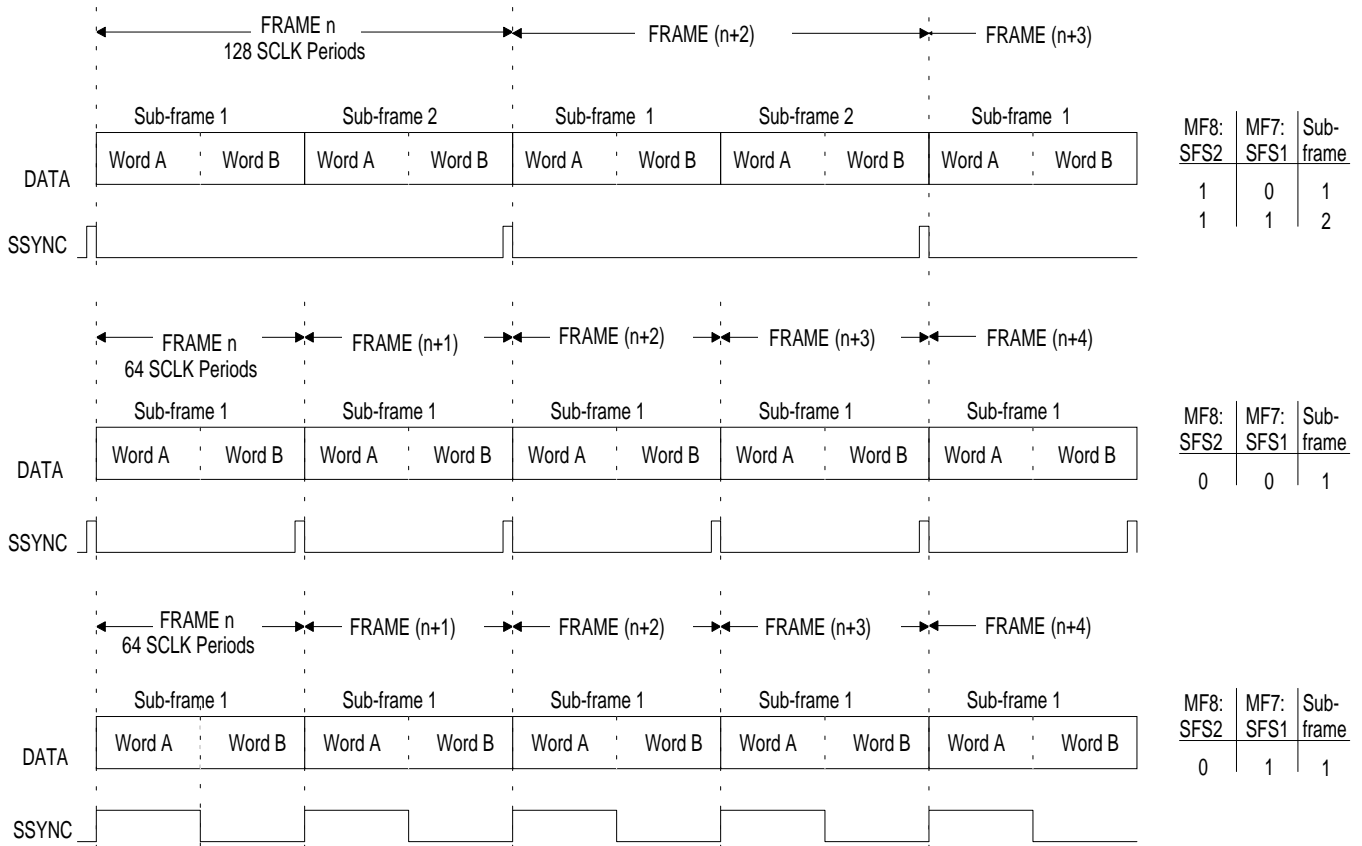 FRAME n
128 SCLK Periods
FRAME (n+2)
FRAME (n+3)
Sub-frame 1
Sub-frame 2
Sub-frame 1
Sub-frame 2
Sub-frame 1
DATA
Word A
Word B
Word A
Word B
Word A
Word B
Word A
Word B
Word A
Word B
SSYNC
MF8: MF7: Sub-
SFS2 SFS1 frame
1 0 1
1 1 2
FRAME n
64 SCLK Periods
FRAME (n+1)
FRAME (n+2)
FRAME (n+3)
FRAME (n+4)
Sub-frame 1
Sub-frame 1
Sub-frame 1
Sub-frame 1
Sub-frame 1
DATA
Word A
Word B
Word A
Word B
Word A
Word B
Word A
Word B
Word A
Word B
SSYNC
MF8: MF7: Sub-
SFS2 SFS1 frame
0 0 1
FRAME n
64 SCLK Periods
FRAME (n+1)
FRAME (n+2)
FRAME (n+3)
FRAME (n+4)
Sub-frame 1
Sub-frame 1
Sub-frame 1
Sub-frame 1
Sub-frame 1
DATA
Word A
Word B
Word A
Word B
Word A
Word B
Word A
Word B
Word A
Word B
SSYNC
MF8: MF7: Sub-
SFS2 SFS1 frame
0 1 1